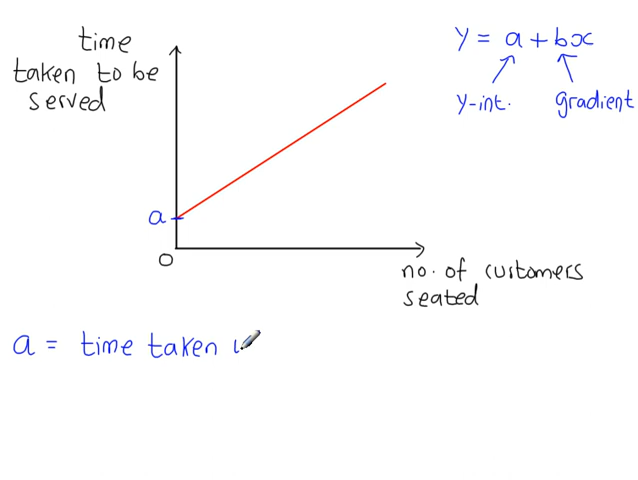 time
taken to be
served
y = a + bx
y-int. gradient
a
0
no. of customers
seated
a = time taken